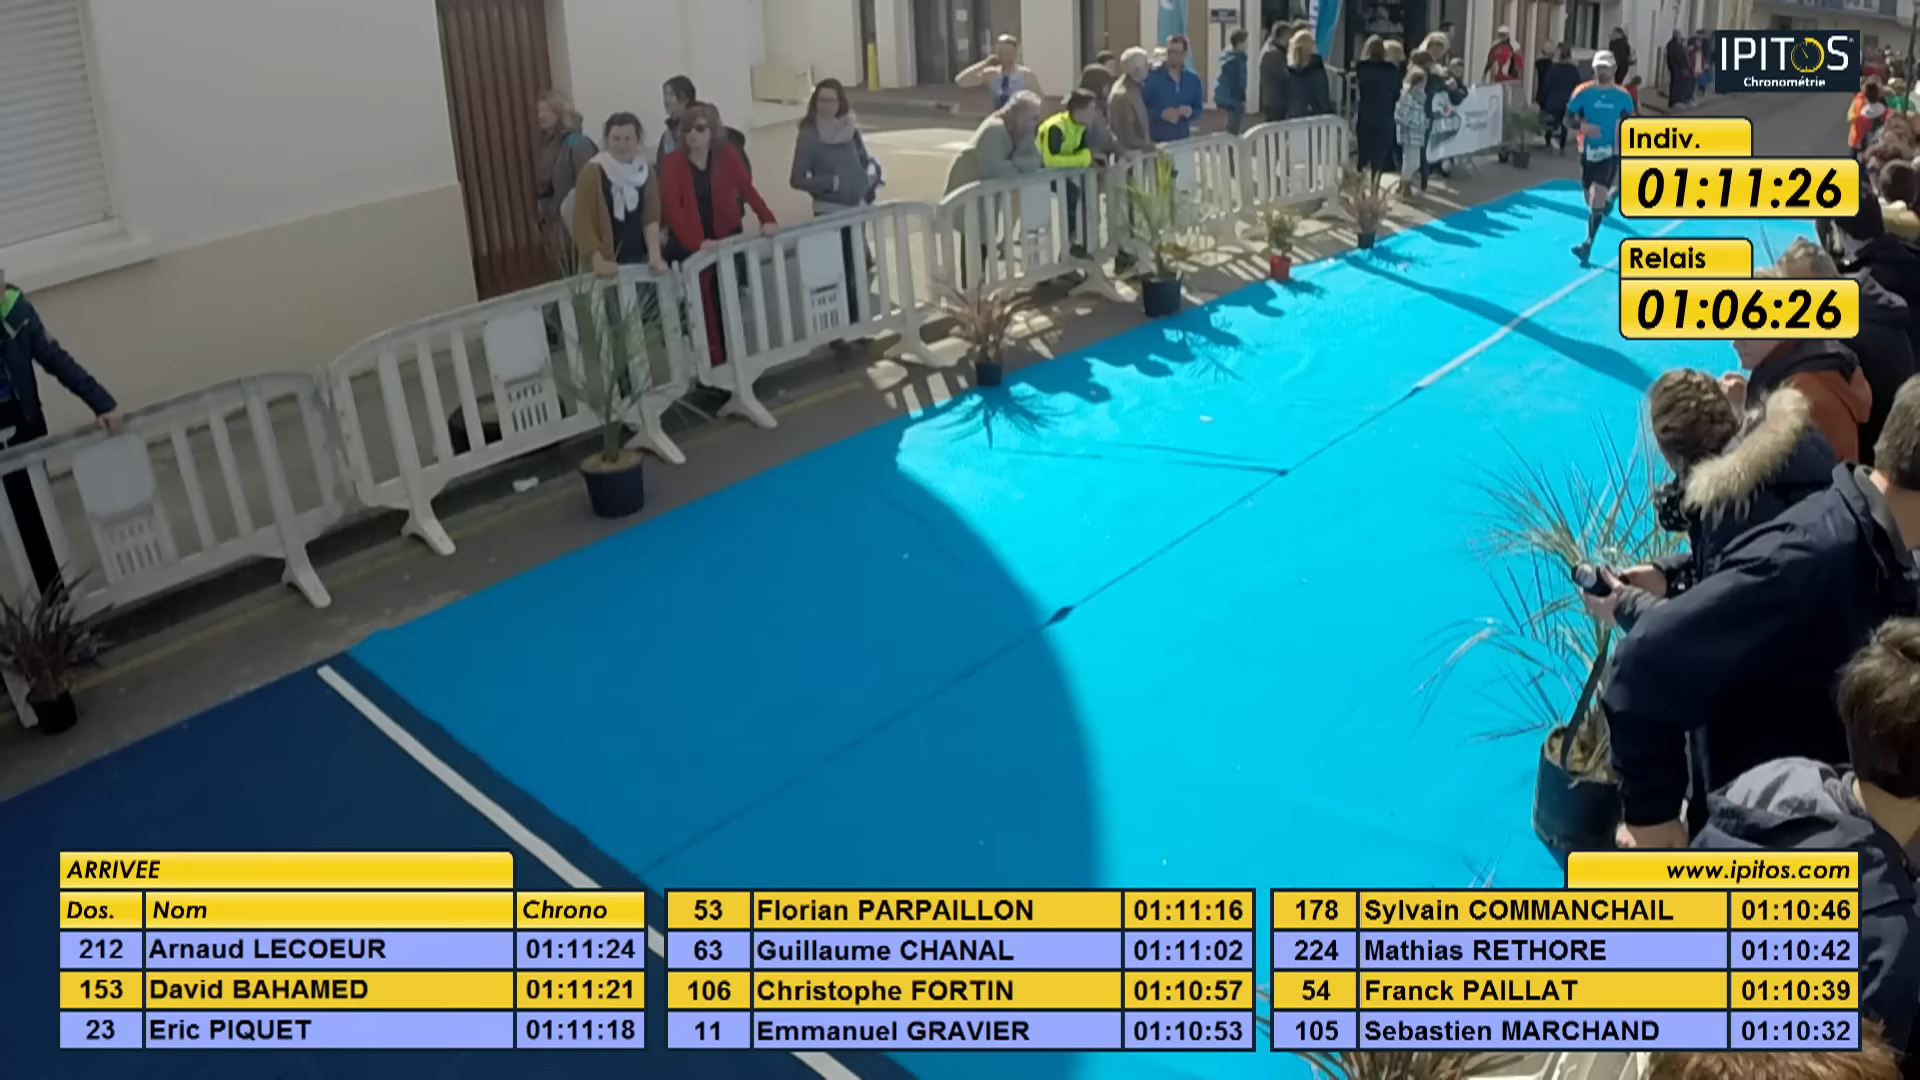 IPITOS
Chronométrie
Indiv.
01:11:26
Relais
01:06:26
ARRIVEE
Dos. Nom Chrono
212 Arnaud LECOEUR 01:11:24
153 David BAHAMED 01:11:21
23 Eric PIQUET 01:11:18
53 Florian PARPAILLON 01:11:16
63 Guillaume CHANAL 01:11:02
106 Christophe FORTIN 01:10:57
11 Emmanuel GRAVIER 01:10:53
www.ipitos.com
178 Sylvain COMMANCHAIL 01:10:46
224 Mathias RETHORE 01:10:42
54 Franck PAILLAT 01:10:39
105 Sebastien MARCHAND 01:10:32